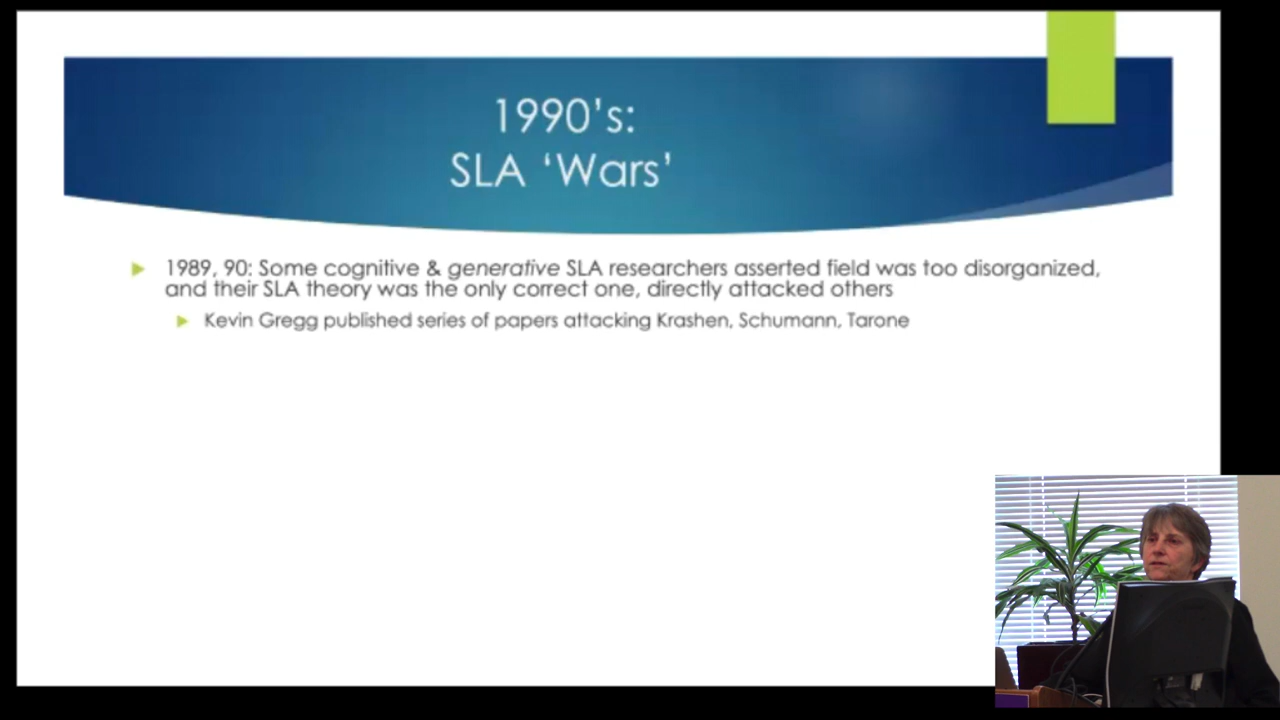 1990's:
SLA 'Wars'
1989, 90: Some cognitive & generative SLA researchers asserted field was too disorganized,
and their SLA theory was the only correct one, directly attacked others
Kevin Gregg published series of papers attacking Krashen, Schumann, Tarone